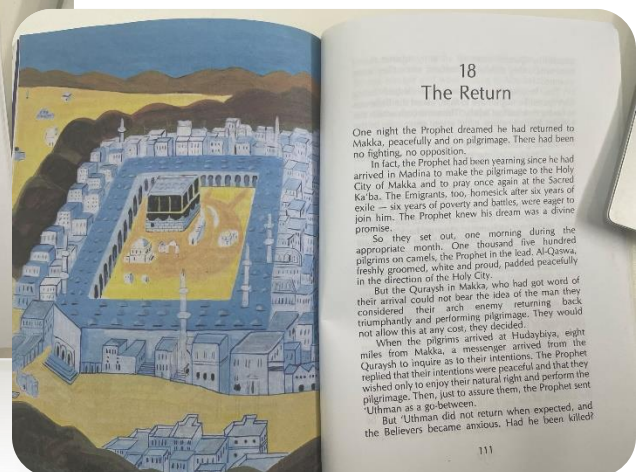 18
The Return
One night the Prophet dreamed he had returned to
Makka, peacefully and on pilgrimage. There had been
no fighting, no opposition.
In fact, the Prophet had been yearning since he had
arrived in Madina to make the pilgrimage to the Holy
City of Makka and to pray once again at the Sacred
Ka‘ba. The Emigrants, too, homesick after six years of
exile — six years of poverty and battles, were eager to
join him. The Prophet knew his dream was a divine
promise.
So they set out, one morning during the
appropriate month. One thousand five hundred
pilgrims on camels, the Prophet in the lead. Al-Qaswa,
freshly groomed, white and proud, padded peacefully
in the direction of the Holy City.
But the Quraysh in Makka, who had got word of
their arrival could not bear the idea of the man they
considered their arch enemy returning back
triumphantly and performing pilgrimage. They would
not allow this at any cost, they decided.
When the pilgrims arrived at Hudaybiya, eight
miles from Makka, a messenger arrived from the
Quraysh to inquire as to their intentions. The Prophet
replied that their intentions were peaceful and that they
wished only to enjoy their natural right and perform the
pilgrimage. Then, just to assure them, the Prophet sent
‘Uthman as a go-between.
But ‘Uthman did not return when expected, and
the Believers became anxious. Had he been killed?
111